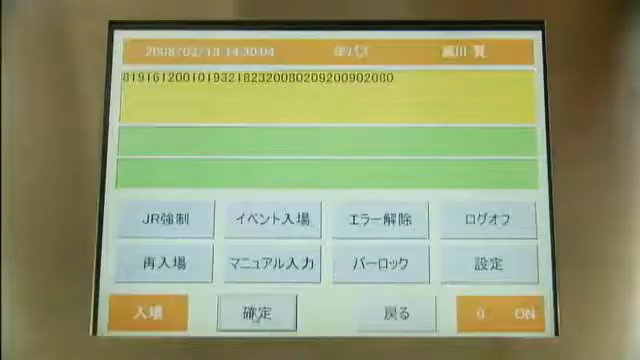 2008/02/13 14:30:04
81916120010193218232008020920090208​0
JR強制 イベント入場 エラー解除 ログオフ
再入場 マニュアル入力 バーロック 設定
入場 確定 戻る 0 ON